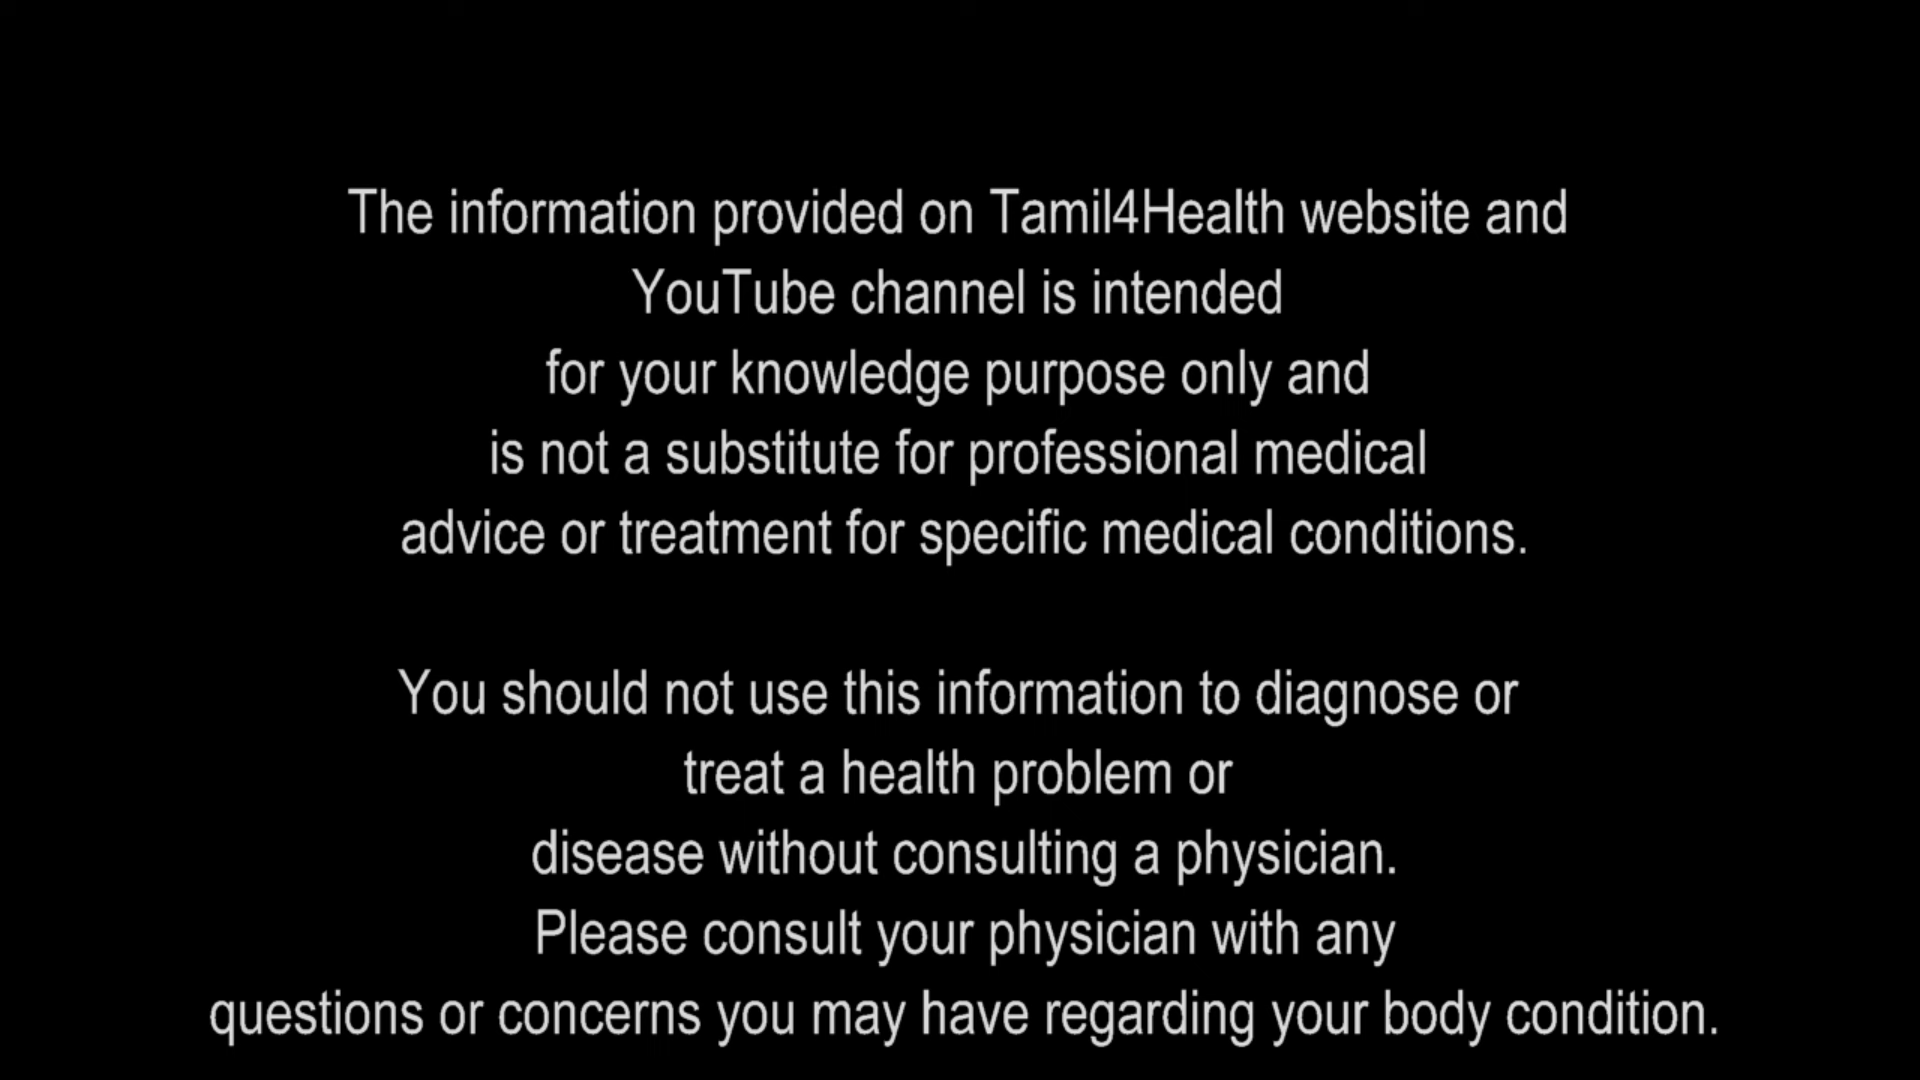 The information provided on Tamil4Health website and
YouTube channel is intended
for your knowledge purpose only and
is not a substitute for professional medical
advice or treatment for specific medical conditions.
You should not use this information to diagnose or
treat a health problem or
disease without consulting a physician.
Please consult your physician with any
questions or concerns you may have regarding your body condition.